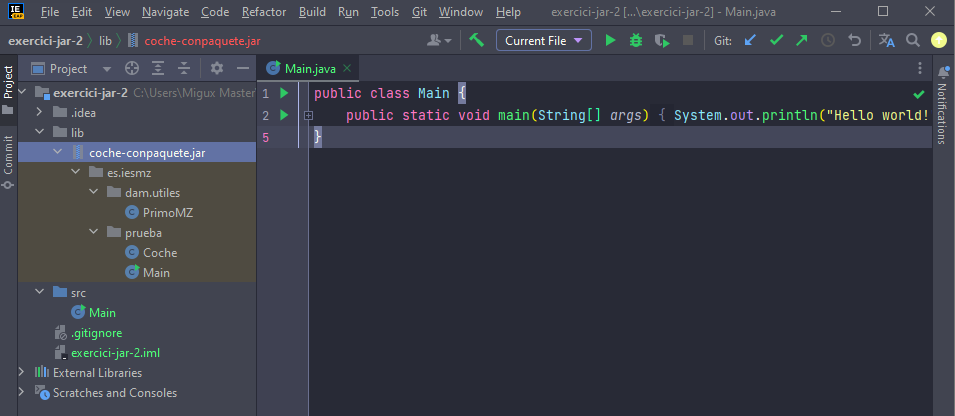 IE
EAP
File Edit View Navigate Code Refactor Build Run Tools Git Window Help exercici-jar-2 [...\exercici-jar-2] - Main.java
exercici-jar-2 lib coche-conpaquete.jar Current File Git:
Project Main.java
Project
Commit
Notifications
exercici-jar-2 C:\Users\Migux Master
.idea
lib
coche-conpaquete.jar
es.iesmz
dam.utiles
PrimoMZ
prueba
Coche
Main
src
Main
.gitignore
exercici-jar-2.iml
External Libraries
Scratches and Consoles
1 public class Main {
2 public static void main(String[] args) { System.out.println("Hello world!
5 }